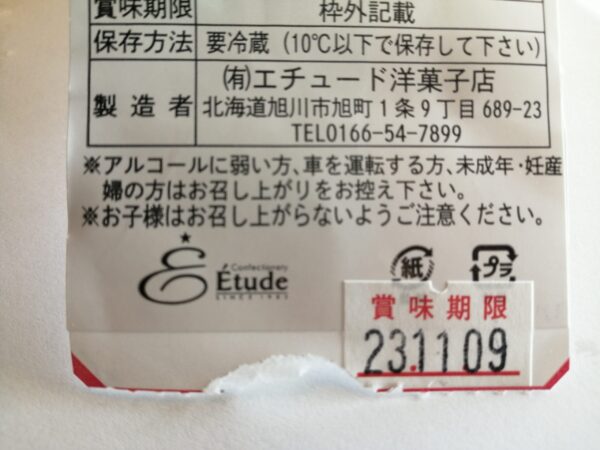 賞味期限 枠外記載
保存方法 要冷蔵（10℃以下で保存して下さい）
製造者 ㈲エチュード洋菓子店
北海道旭川市旭町1条9丁目689-23
TEL0166-54-7899
※アルコールに弱い方、車を運転する方、未成年・妊産
婦の方はお召し上がりをお控え下さい。
※お子様はお召し上がらないようご注意ください。
Confectionery
Étude
SINCE 1983
紙 プラ
賞味期限
23.11 09